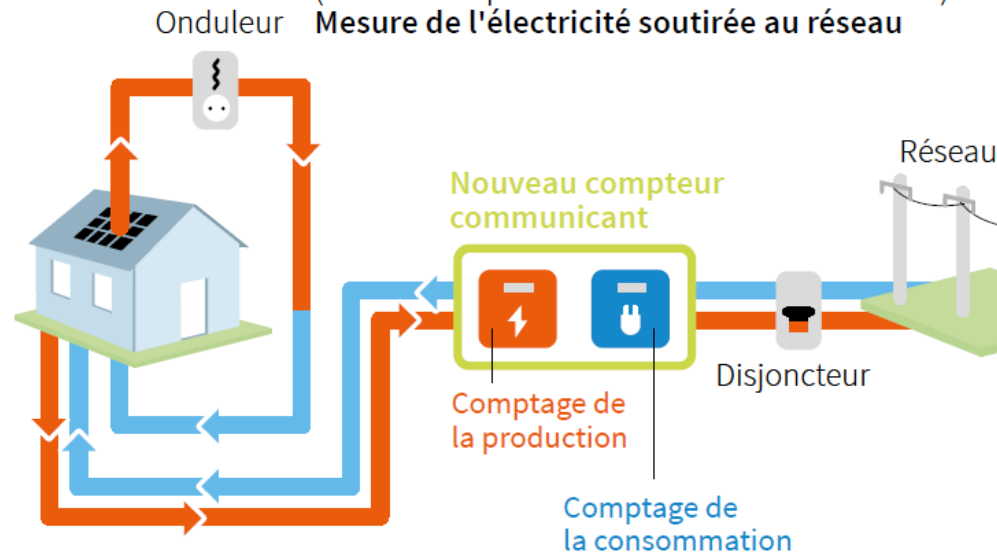 Onduleur
Mesure de l'électricité soutirée au réseau
Réseau
Nouveau compteur
communicant
Disjoncteur
Comptage de
la production
Comptage de
la consommation